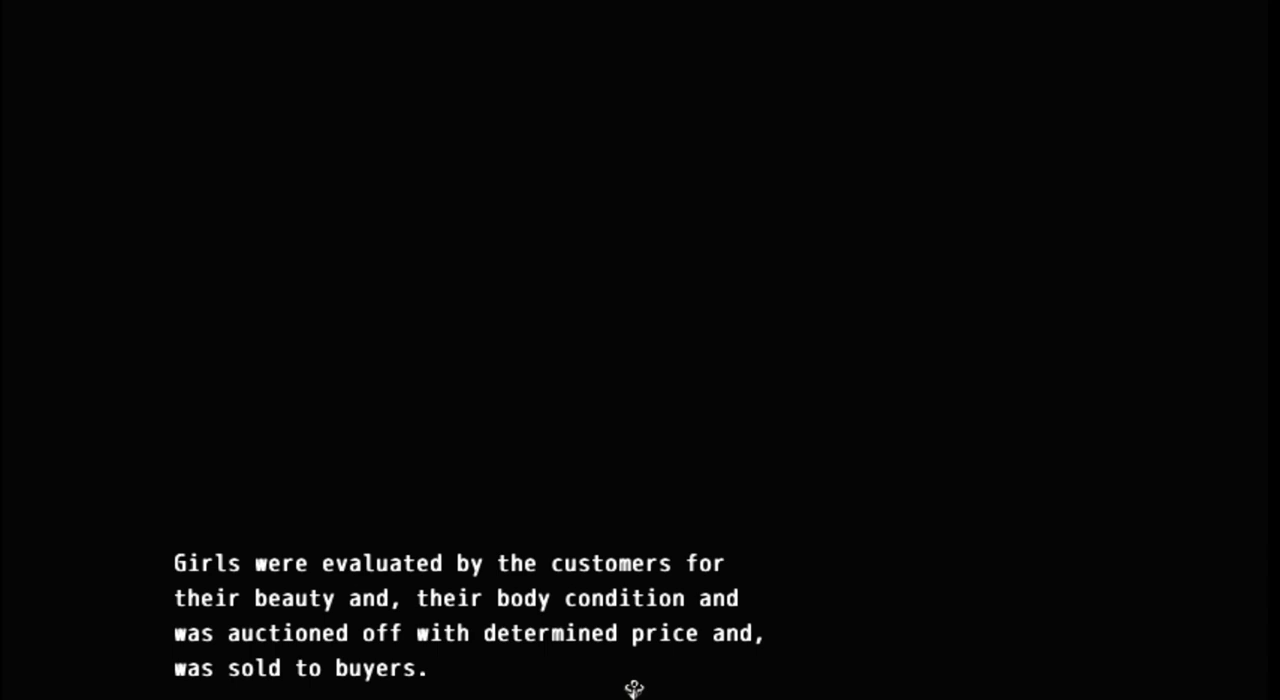 Girls were evaluated by the customers for
their beauty and, their body condition and
was auctioned off with determined price and,
was sold to buyers.